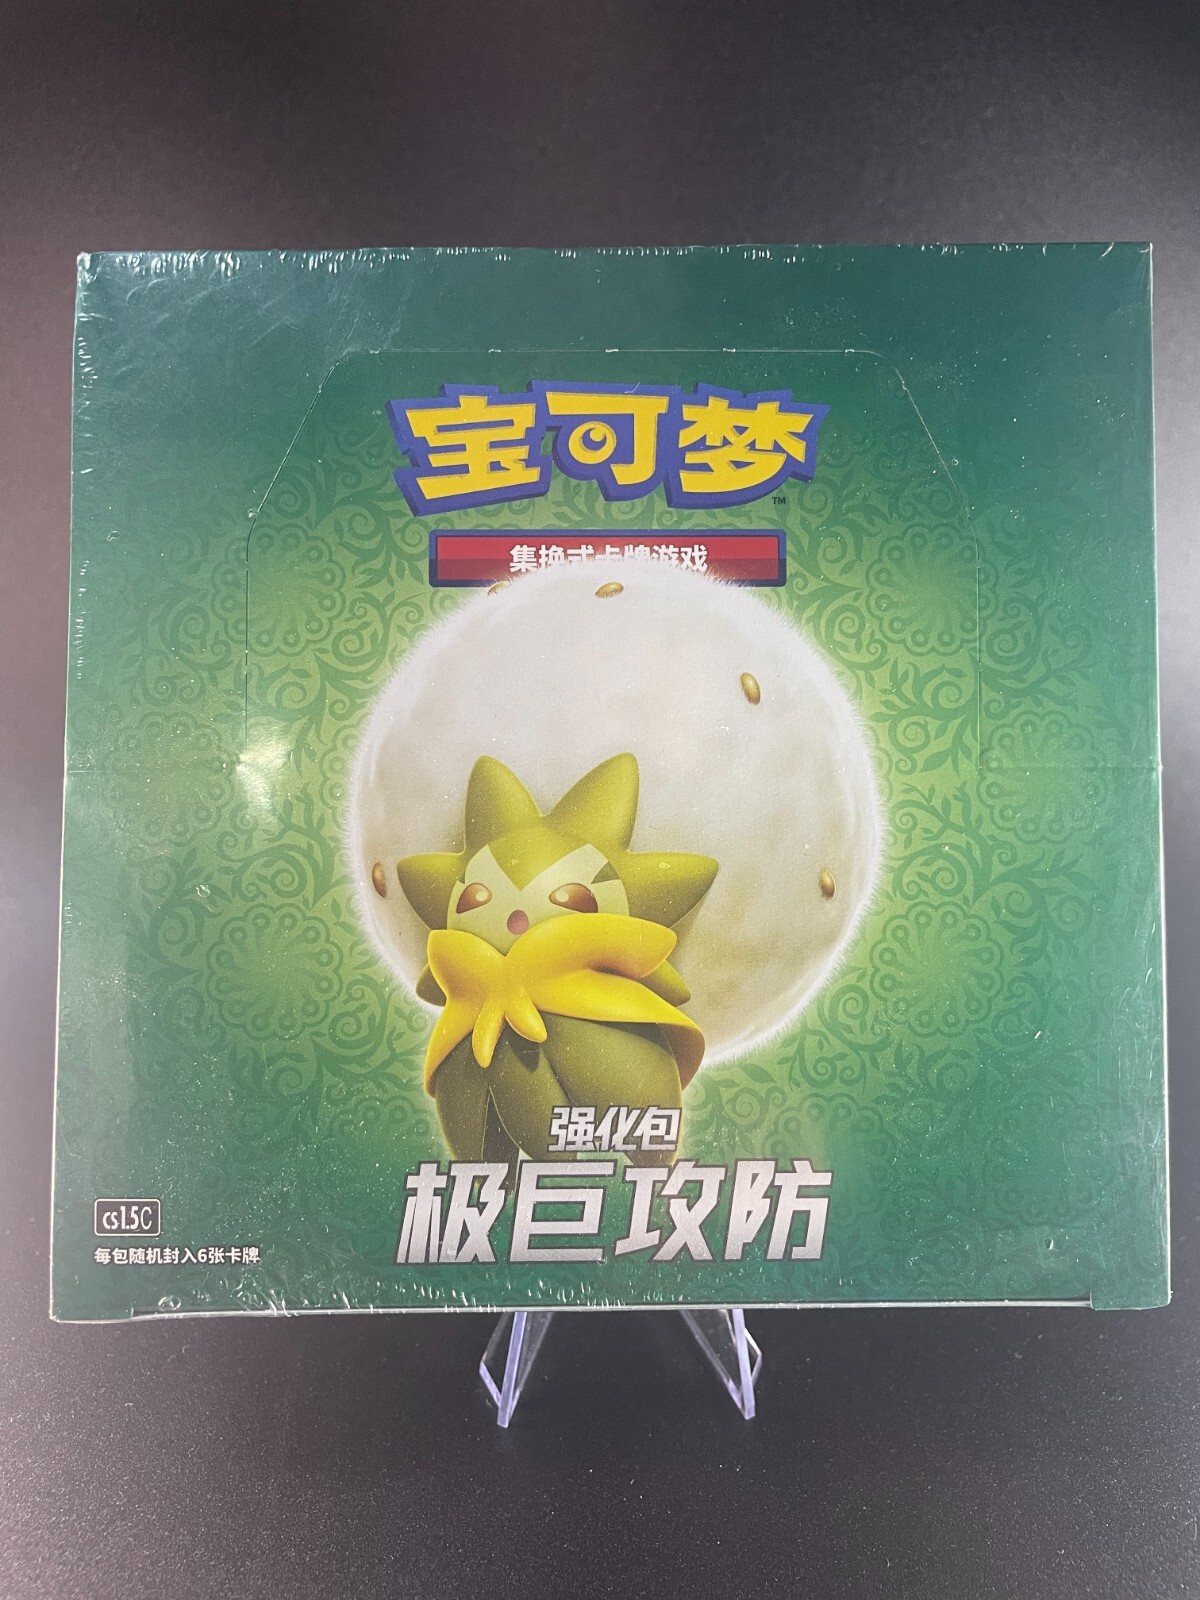 宝可梦
TM
集换式卡牌游戏
强化包
极巨攻防
cs1.5C
每包随机封入6张卡牌